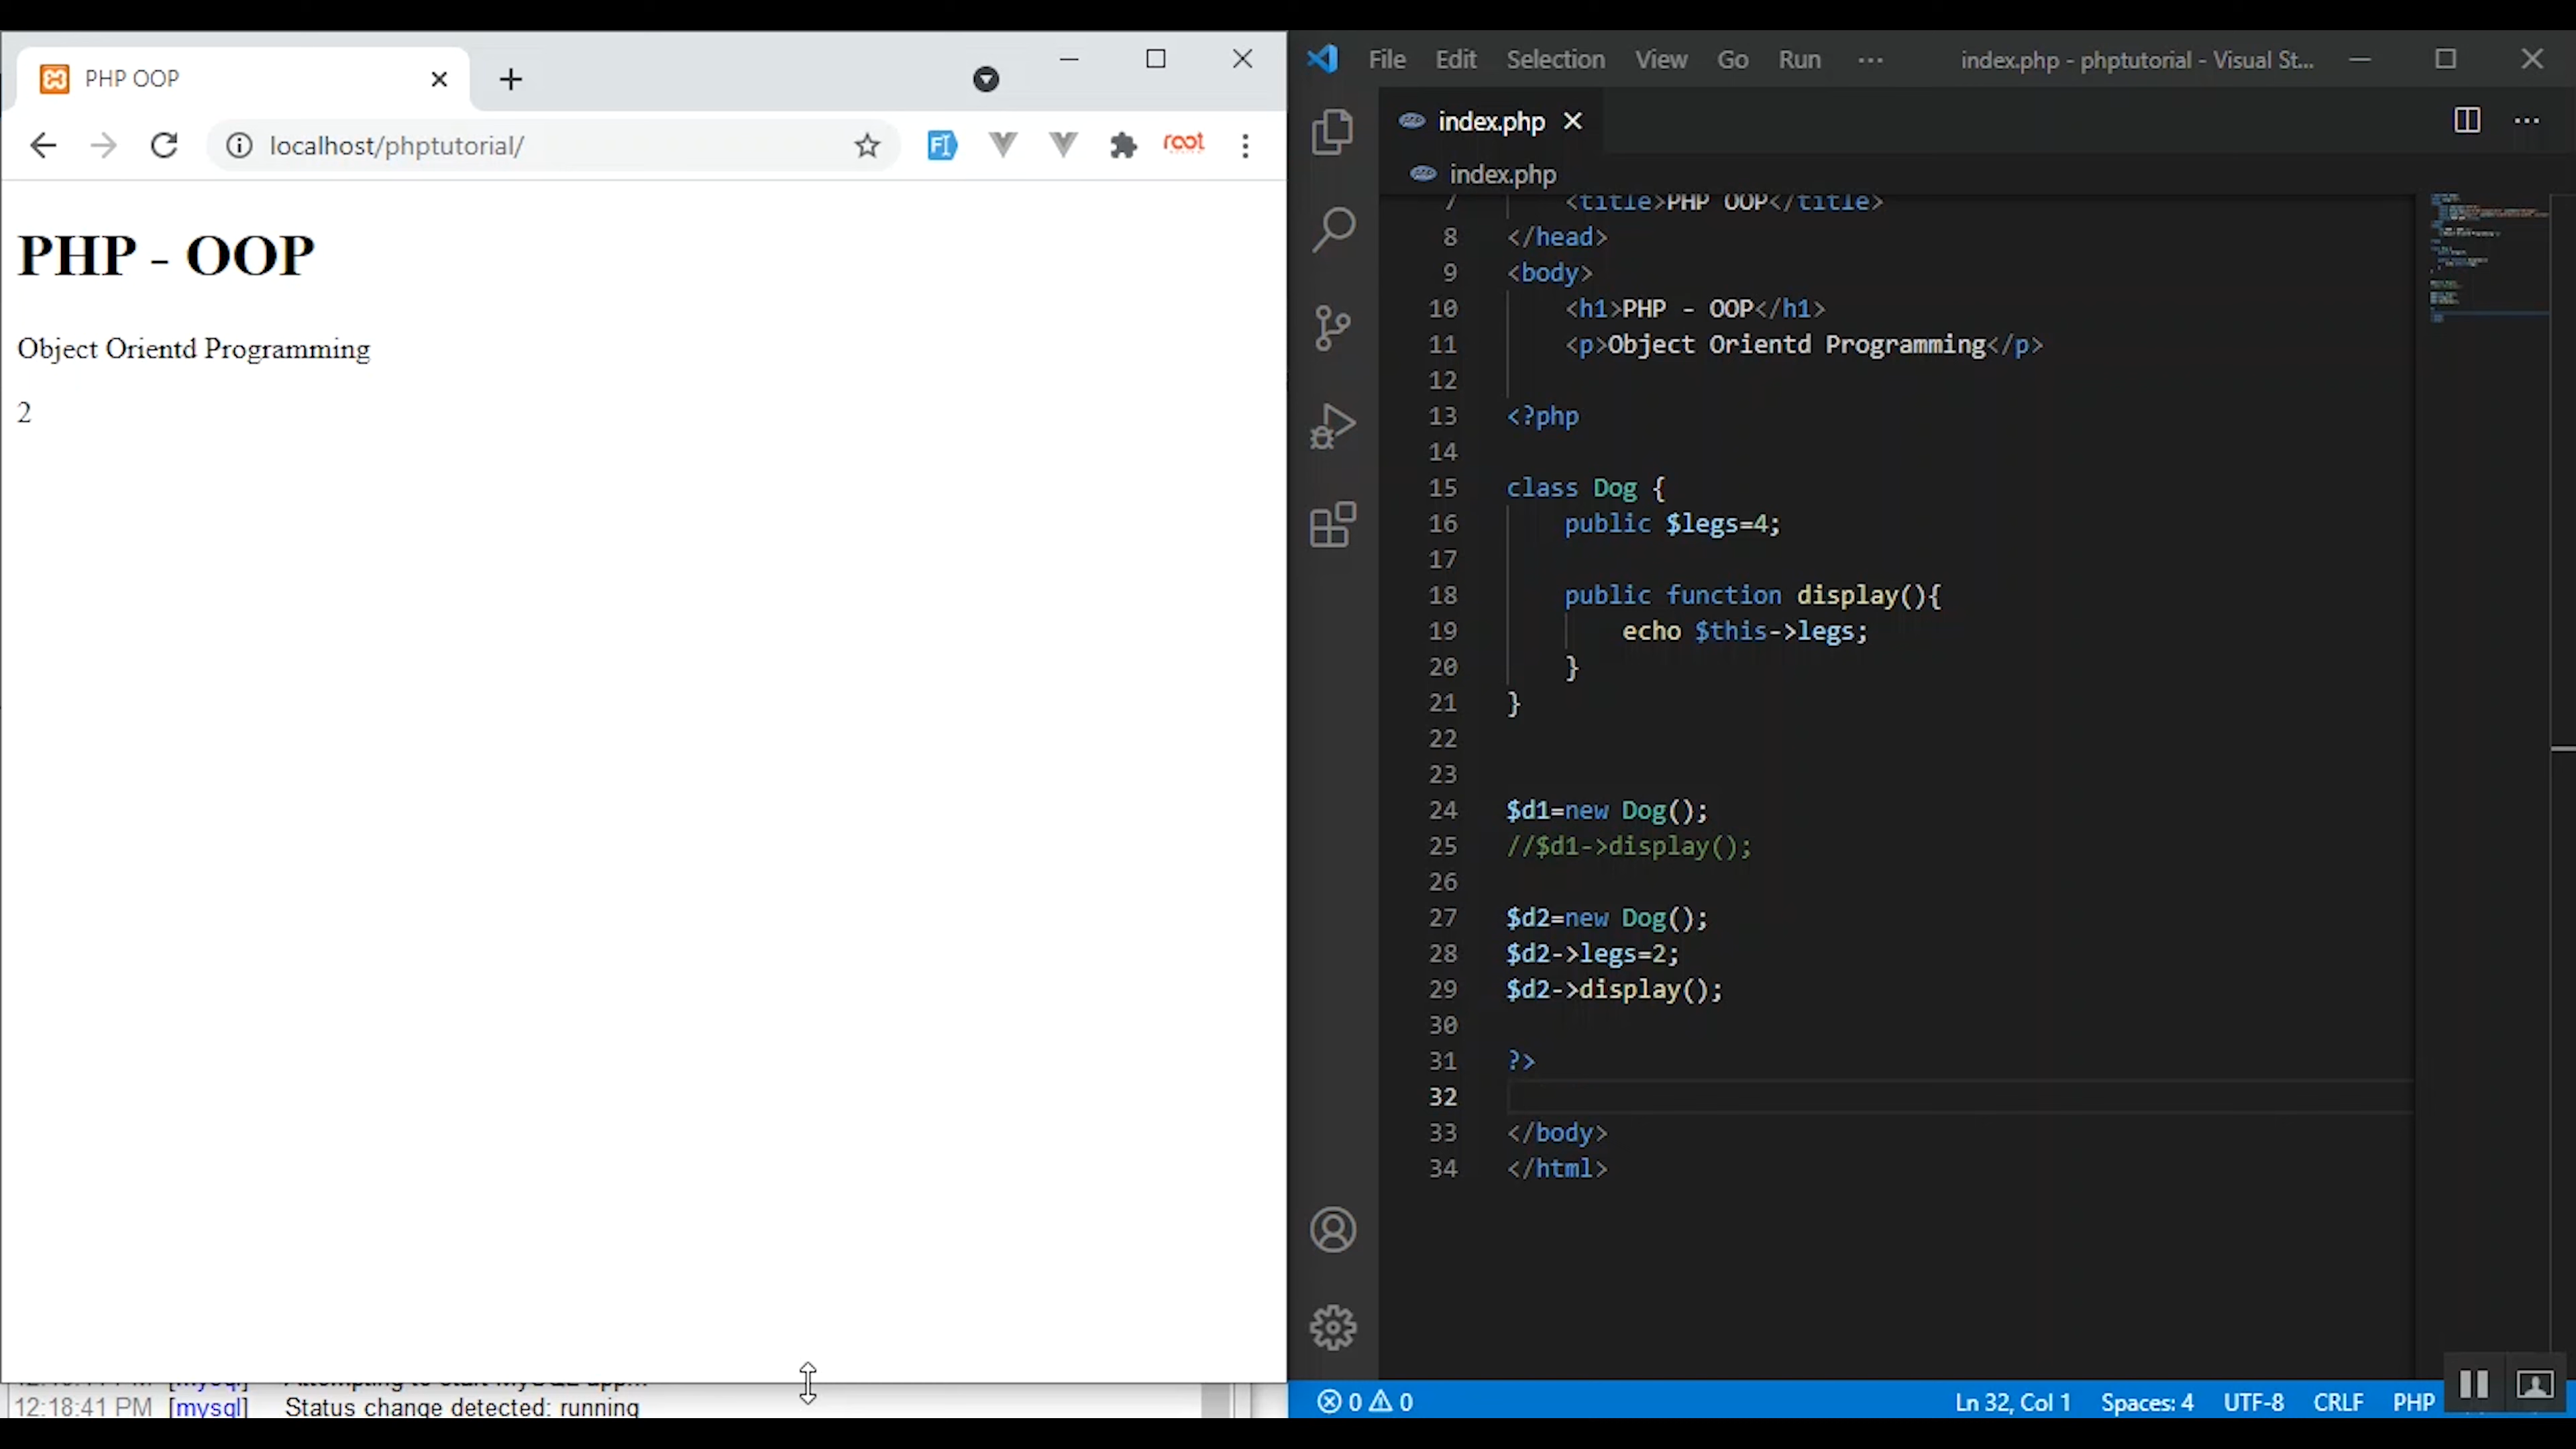 PHP OOP
localhost/phptutorial/
root
PHP - OOP
Object Orientd Programming
2
12:18:41 PM [mysql] Status change detected: running
File Edit Selection View Go Run ··· index.php - phptutorial - Visual St...
index.php
index.php
7 <title>PHP OOP</title>
8 </head>
9 <body>
10 <h1>PHP - OOP</h1>
11 <p>Object Orientd Programming</p>
12
13 <?php
14
15 class Dog {
16 public $legs=4;
17
18 public function display(){
19 echo $this->legs;
20 }
21 }
22
23
24 $d1=new Dog();
25 //$d1->display();
26
27 $d2=new Dog();
28 $d2->legs=2;
29 $d2->display();
30
31 ?>
32
33 </body>
34 </html>
0 0 Ln 32, Col 1 Spaces: 4 UTF-8 CRLF PHP